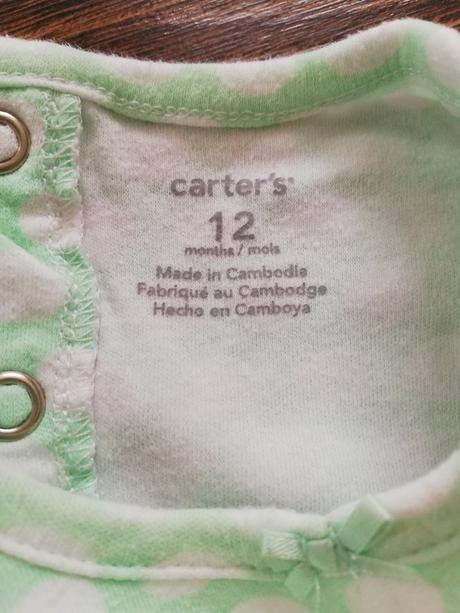 carter's®
12
months / mois
Made in Cambodia
Fabriqué au Cambodge
Hecho en Camboya